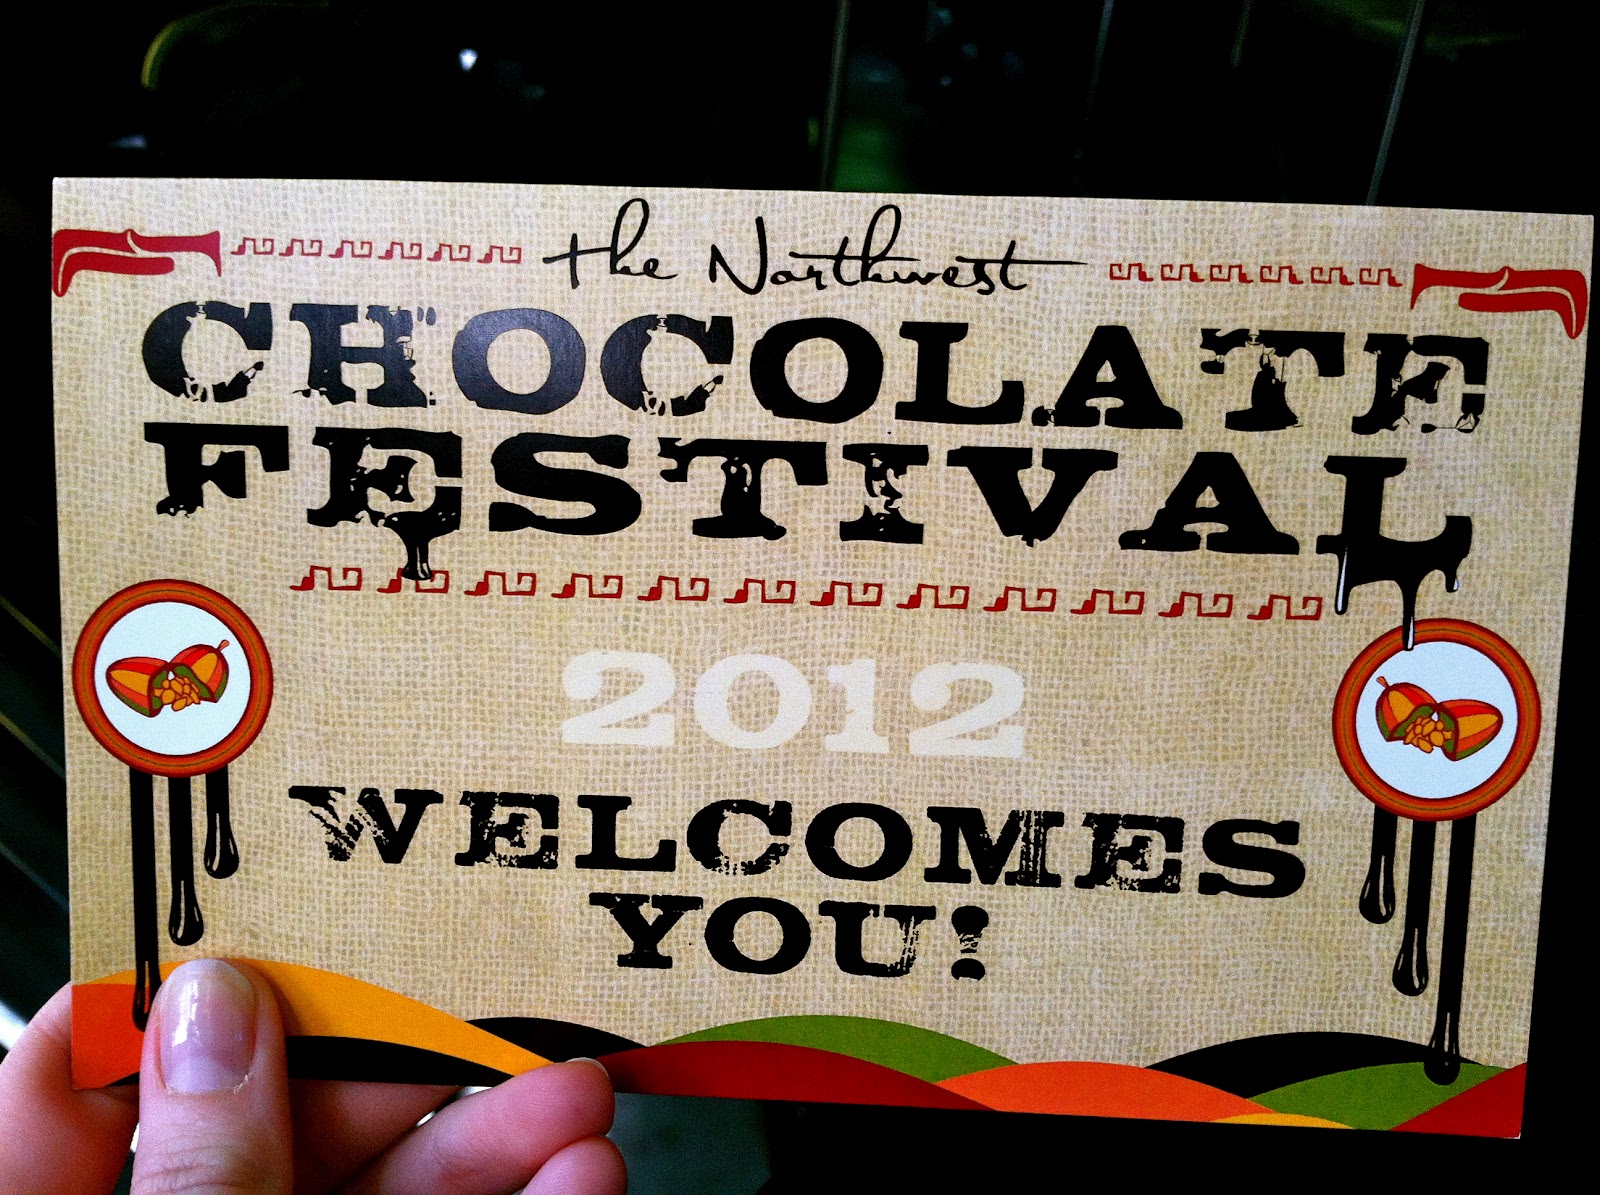 the Northwest
CHOCOLATE
FESTIVAL
2012
WELCOMES
YOU!